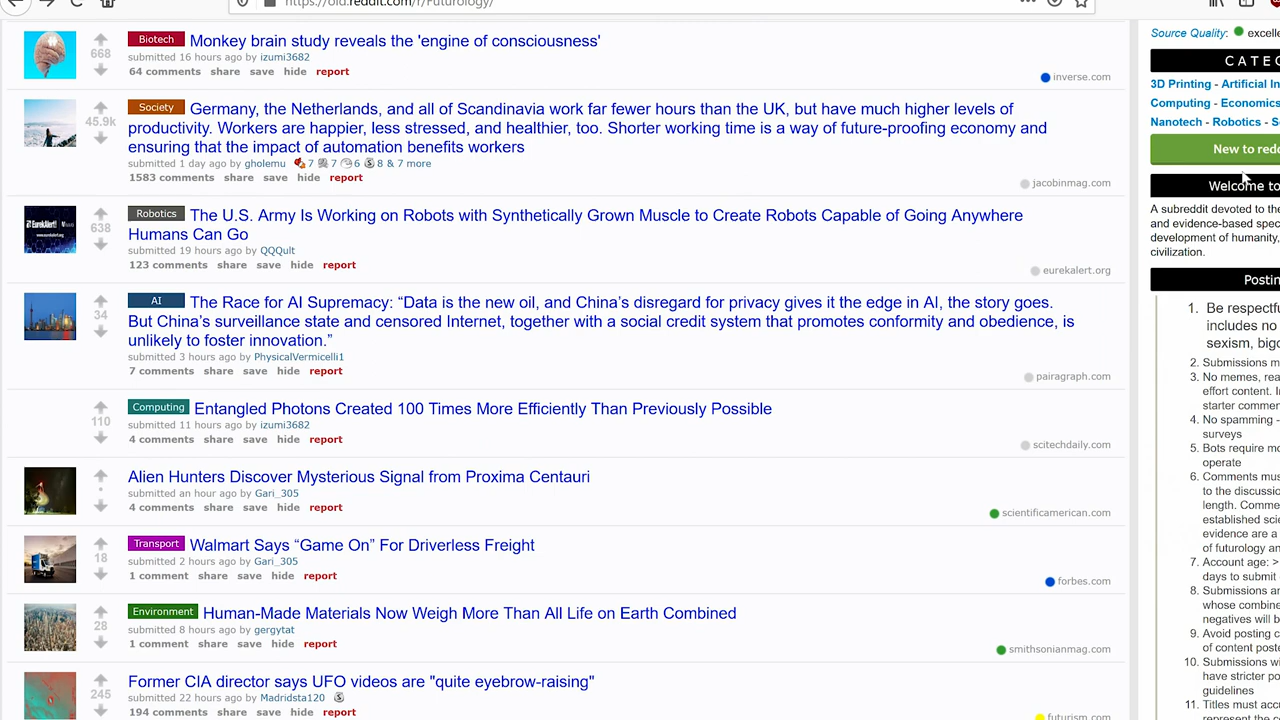 https://old.reddit.com/r/Futurology/
Biotech Monkey brain study reveals the 'engine of consciousness'
668
submitted 16 hours ago by izumi3682
64 comments share save hide report
inverse.com
Society Germany, the Netherlands, and all of Scandinavia work far fewer hours than the UK, but have much higher levels of
45.9k
productivity. Workers are happier, less stressed, and healthier, too. Shorter working time is a way of future-proofing economy and
ensuring that the impact of automation benefits workers
submitted 1 day ago by gholemu 7 7 6 8 & 7 more
1583 comments share save hide report
jacobinmag.com
Robotics The U.S. Army Is Working on Robots with Synthetically Grown Muscle to Create Robots Capable of Going Anywhere
638
Humans Can Go
submitted 19 hours ago by QQQult
123 comments share save hide report
eurekalert.org
AI The Race for AI Supremacy: “Data is the new oil, and China’s disregard for privacy gives it the edge in AI, the story goes.
34
But China’s surveillance state and censored Internet, together with a social credit system that promotes conformity and obedience, is
unlikely to foster innovation.”
submitted 3 hours ago by PhysicalVermicelli1
7 comments share save hide report
pairagraph.com
Computing Entangled Photons Created 100 Times More Efficiently Than Previously Possible
110
submitted 11 hours ago by izumi3682
4 comments share save hide report
scitechdaily.com
Alien Hunters Discover Mysterious Signal from Proxima Centauri
•
submitted an hour ago by Gari_305
4 comments share save hide report
scientificamerican.com
Transport Walmart Says “Game On” For Driverless Freight
18
submitted 2 hours ago by Gari_305
1 comment share save hide report
forbes.com
Environment Human-Made Materials Now Weigh More Than All Life on Earth Combined
28
submitted 8 hours ago by gergytat
1 comment share save hide report
smithsonianmag.com
Former CIA director says UFO videos are "quite eyebrow-raising"
245
submitted 22 hours ago by Madridsta120
194 comments share save hide report
futurism.com
Source Quality: excelle
CATEG
3D Printing - Artificial In
Computing - Economics
Nanotech - Robotics - S
New to redd
Welcome to
A subreddit devoted to the
and evidence-based spec
development of humanity,
civilization.
Postin
1. Be respectfu
includes no
sexism, bigo
2. Submissions m
3. No memes, rea
effort content. I
starter commer
4. No spamming -
surveys
5. Bots require mo
operate
6. Comments mus
to the discussio
length. Comme
established scie
evidence are a
of futurology an
7. Account age: >
days to submit
8. Submissions an
whose combine
negatives will b
9. Avoid posting c
of content poste
10. Submissions wi
have stricter po
guidelines
11. Titles must acc
represent the c